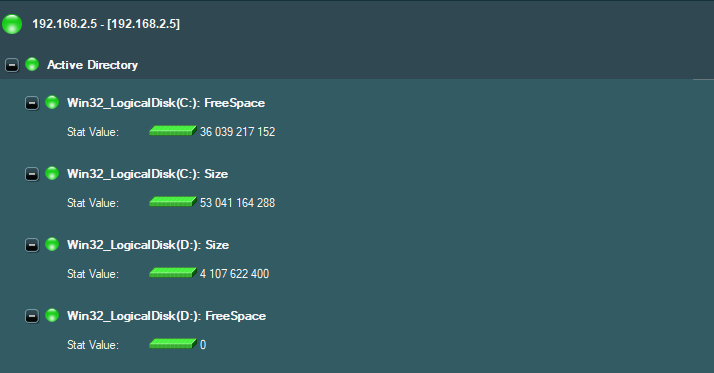 192.168.2.5 - [192.168.2.5]
Active Directory
Win32_LogicalDisk(C:): FreeSpace
Stat Value: 36 039 217 152
Win32_LogicalDisk(C:): Size
Stat Value: 53 041 164 288
Win32_LogicalDisk(D:): Size
Stat Value: 4 107 622 400
Win32_LogicalDisk(D:): FreeSpace
Stat Value: 0